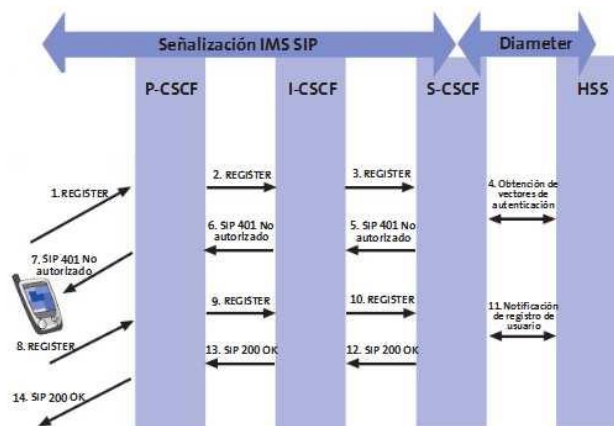 Señalización IMS SIP
Diameter
P-CSCF
I-CSCF
S-CSCF
HSS
1. REGISTER
2. REGISTER
3. REGISTER
4. Obtención de
vectores de
autenticación
5. SIP 401 No
autorizado
6. SIP 401 No
autorizado
7. SIP 401 No
autorizado
8. REGISTER
9. REGISTER
10. REGISTER
11. Notificación
de registro de
usuario
12. SIP 200 OK
13. SIP 200 OK
14. SIP 200 OK